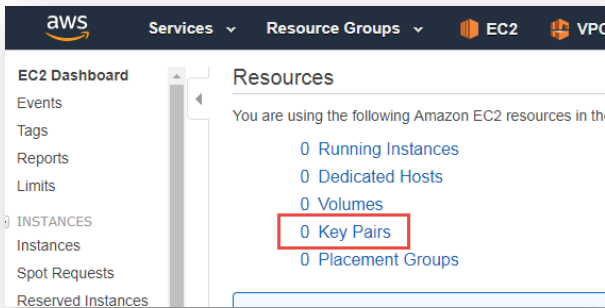 aws Services Resource Groups EC2 VPC
EC2 Dashboard
Events
Tags
Reports
Limits
INSTANCES
Instances
Spot Requests
Reserved Instances
Resources
You are using the following Amazon EC2 resources in the
0 Running Instances
0 Dedicated Hosts
0 Volumes
0 Key Pairs
0 Placement Groups